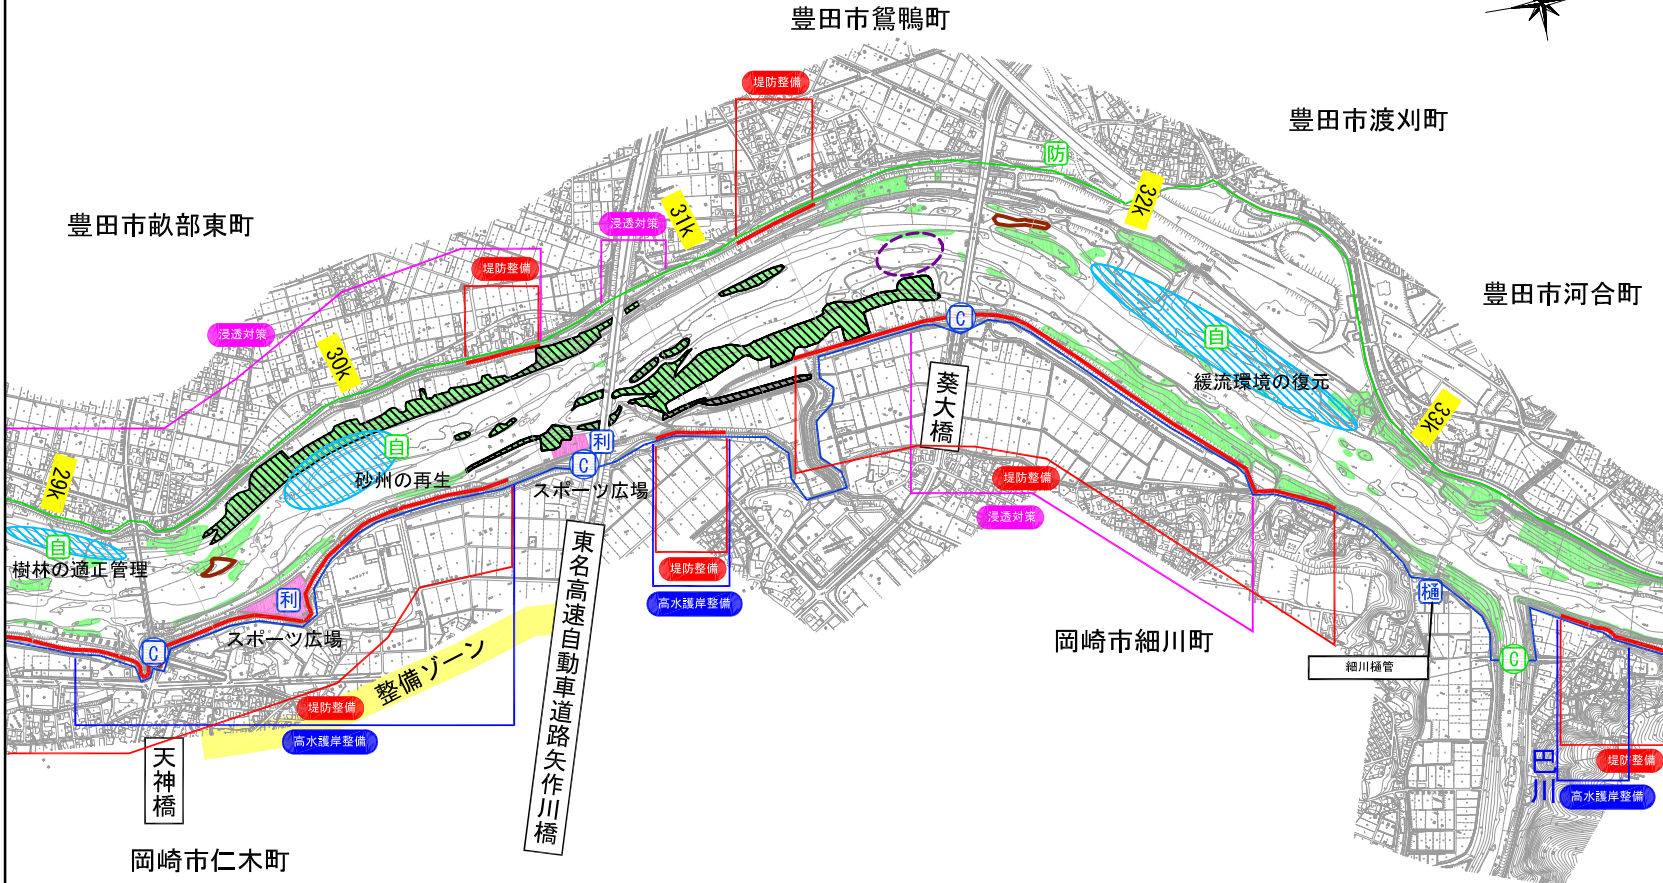 豊田市鴛鴨町
堤防整備
豊田市渡刈町
防
32k
豊田市畝部東町
浸透対策
31k
堤防整備
豊田市河合町
浸透対策
30k
C
自
緩流環境の復元
葵大橋
33k
自
砂州の再生
利
C
スポーツ広場
29k
堤防整備
浸透対策
自
樹林の適正管理
東名高速自動車道路矢作川橋
堤防整備
高水護岸整備
利
スポーツ広場
樋
細川樋管
岡崎市細川町
C
C
整備ゾーン
堤防整備
高水護岸整備
天神橋
巴川
堤防整備
高水護岸整備
岡崎市仁木町